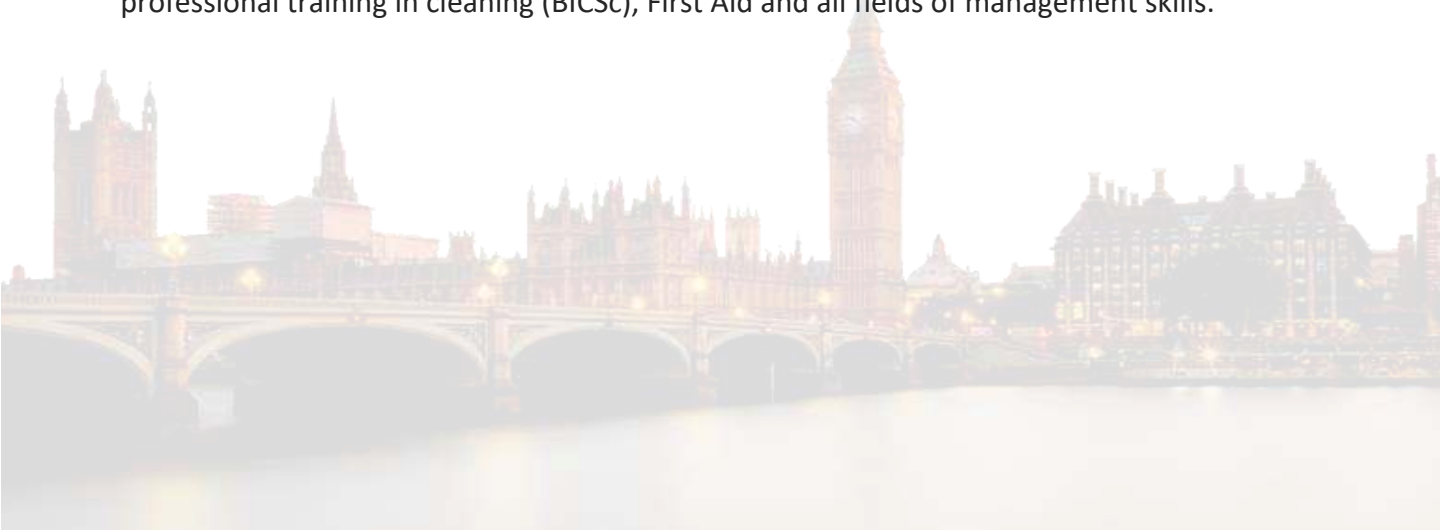 professional training in cleaning (BICSc), First Aid and all fields of management skills.